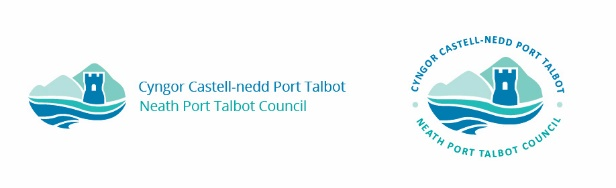 Cyngor Castell-nedd Port Talbot
Neath Port Talbot Council
CYNGOR CASTELL-NEDD PORT TALBOT
NEATH PORT TALBOT COUNCIL